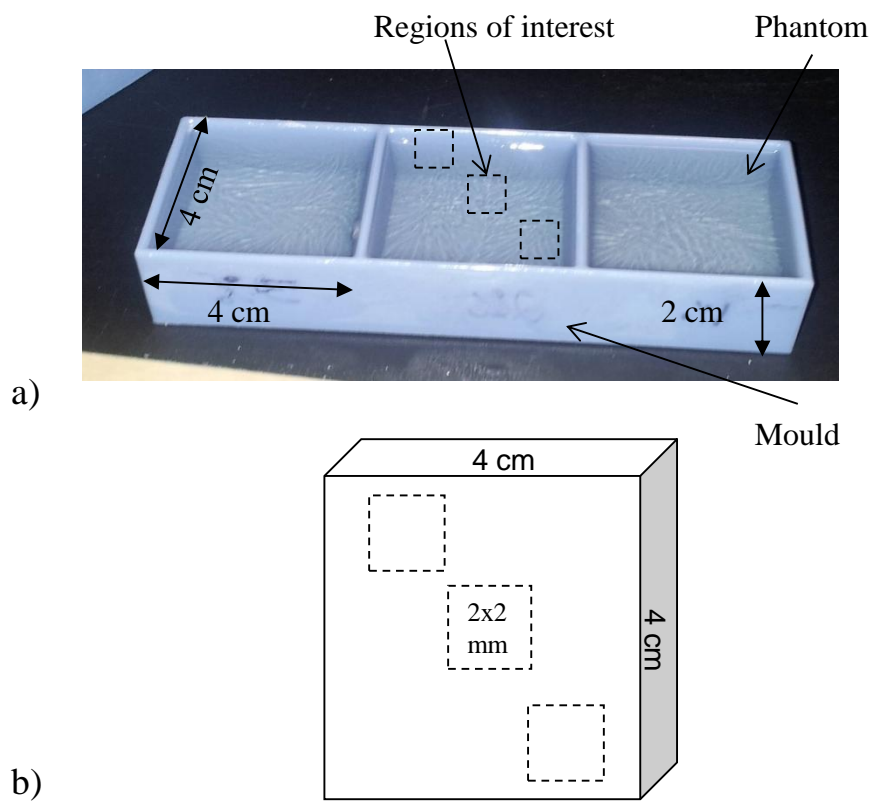 Regions of interest
Phantom
4 cm
4 cm
2 cm
a)
Mould
4 cm
2x2
mm
4 cm
b)